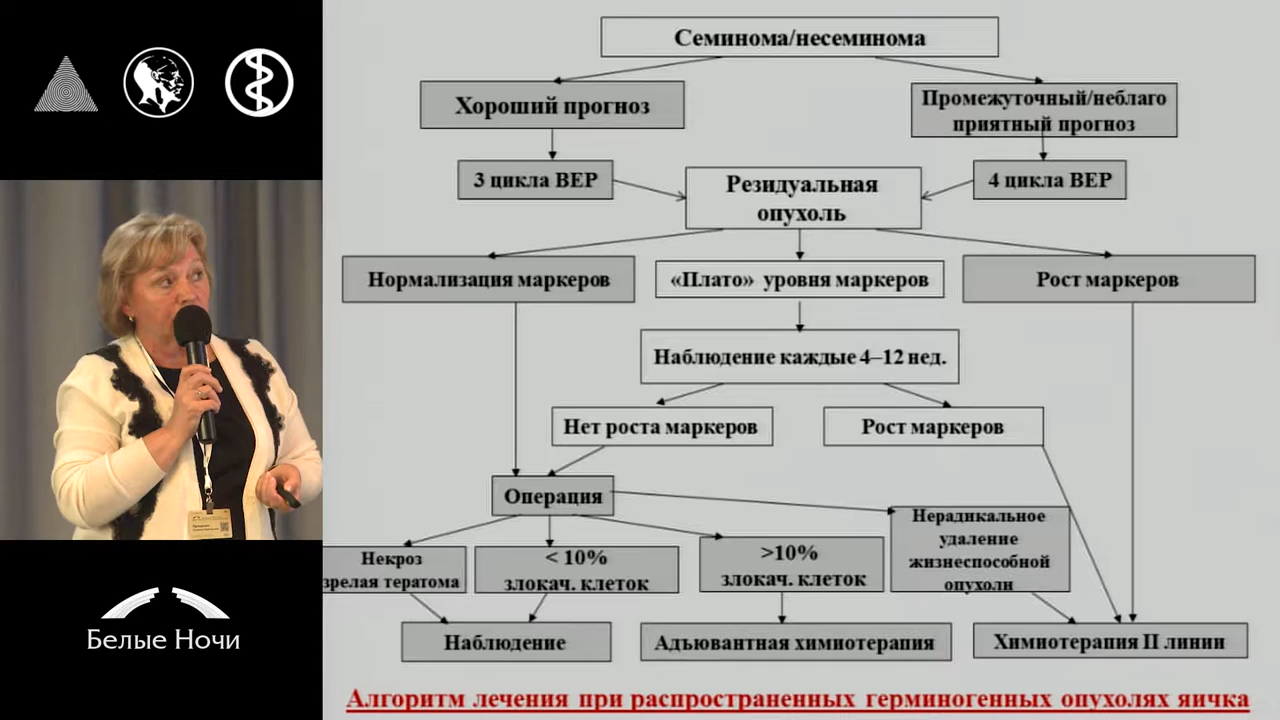 Семинома/несеминома
Хороший прогноз
Промежуточный/неблаго
приятный прогноз
3 цикла BEP
4 цикла BEP
Резидуальная
опухоль
Нормализация маркеров
«Плато» уровня маркеров
Рост маркеров
Наблюдение каждые 4–12 нед.
Нет роста маркеров
Рост маркеров
Операция
Некроз
зрелая тератома
< 10%
злокач. клеток
>10%
злокач. клеток
Нерадикальное
удаление
жизнеспособной
опухоли
Наблюдение
Адъювантная химиотерапия
Химиотерапия II линии
Алгоритм лечения при распространенных герминогенных опухолях яичка
Белые Ночи